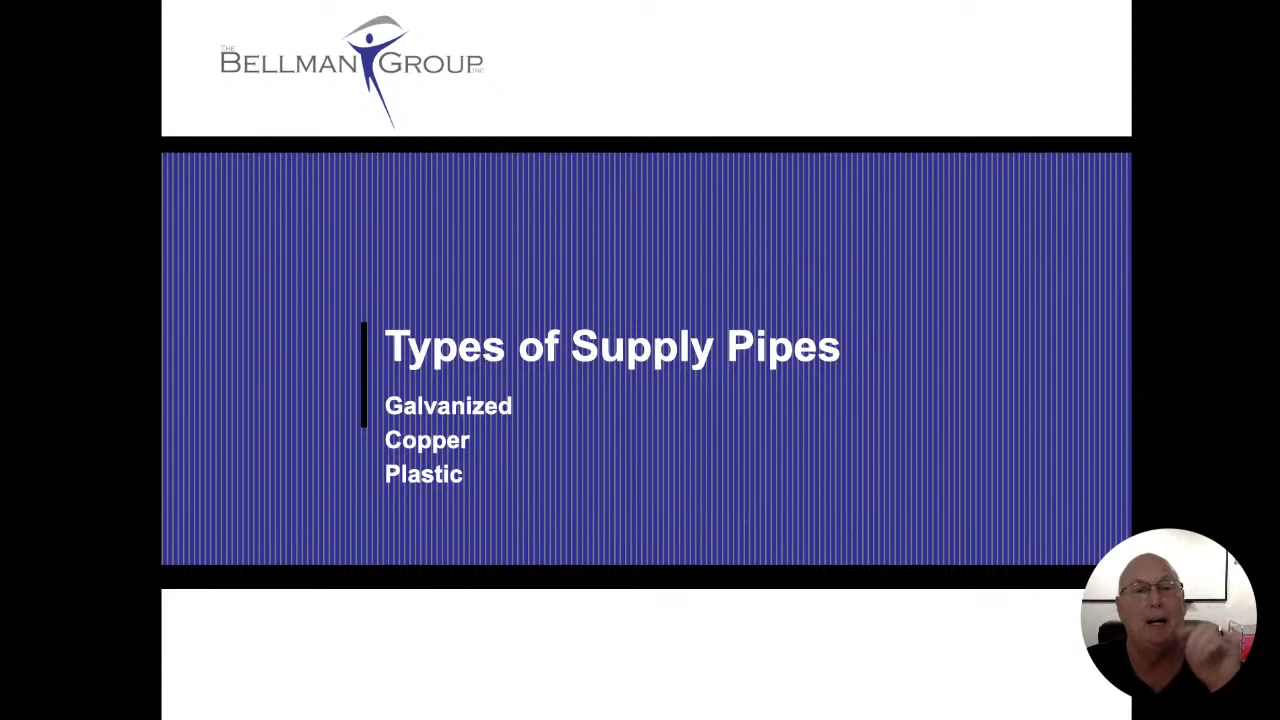 THE
BELLMAN GROUP INC
Types of Supply Pipes
Galvanized
Copper
Plastic